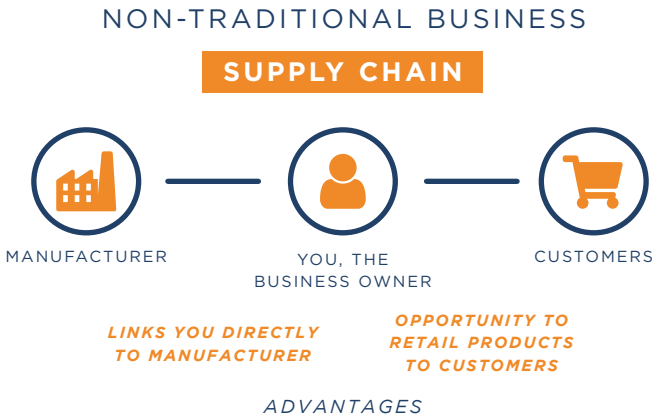 NON-TRADITIONAL BUSINESS
SUPPLY CHAIN
MANUFACTURER
YOU, THE
BUSINESS OWNER
CUSTOMERS
LINKS YOU DIRECTLY
TO MANUFACTURER
OPPORTUNITY TO
RETAIL PRODUCTS
TO CUSTOMERS
ADVANTAGES